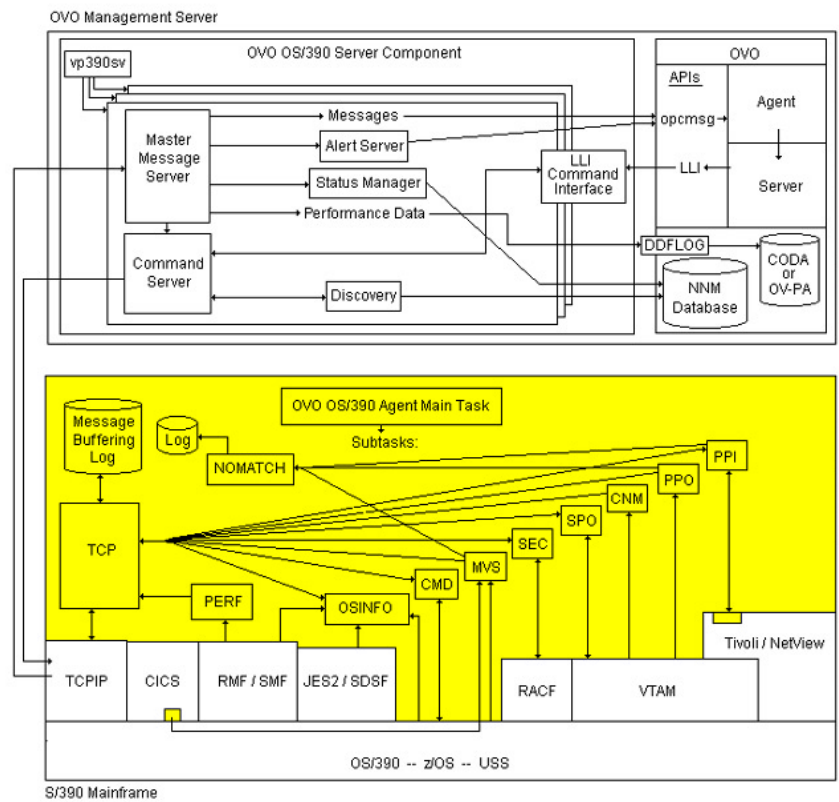 OVO Management Server
OVO OS/390 Server Component
OVO
vp390sv
APIs
Agent
Messages
opcmsg
Master
Message
Server
Alert Server
LLI
Command
Interface
LLI
Status Manager
Server
Performance Data
DDFLOG
Command
Server
CODA
or
OV-PA
NNM
Database
Discovery
OVO OS/390 Agent Main Task
Message
Buffering
Log
Log
Subtasks:
NOMATCH
PPI
PPO
CNM
SPO
TCP
SEC
MVS
CMD
PERF
OSINFO
Tivoli / NetView
TCPIP
CICS
RMF / SMF
JES2 / SDSF
RACF
VTAM
OS/390 -- z/OS -- USS
S/390 Mainframe